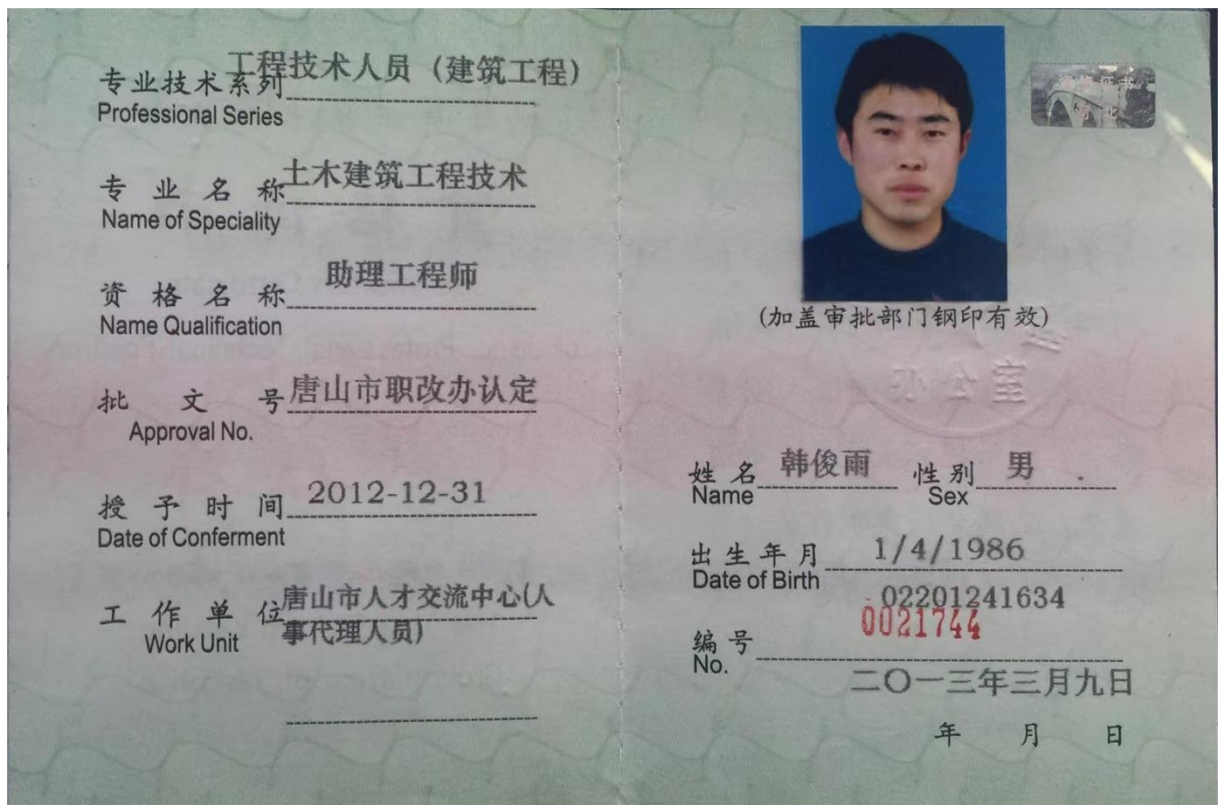 工程技术人员（建筑工程）
专业技术系列
Professional Series
土木建筑工程技术
专业名称
Name of Speciality
助理工程师
资格名称
Name Qualification
唐山市职改办认定
批文号
Approval No.
2012-12-31
授予时间
Date of Conferment
唐山市人才交流中心(人
工作单位
事代理人员)
Work Unit
(加盖审批部门钢印有效)
办公室
姓名 韩俊雨 性别 男
Name Sex
出生年月 1/4/1986
Date of Birth
02201241634
0021744
编号
No.
二〇一三年三月九日
年 月 日